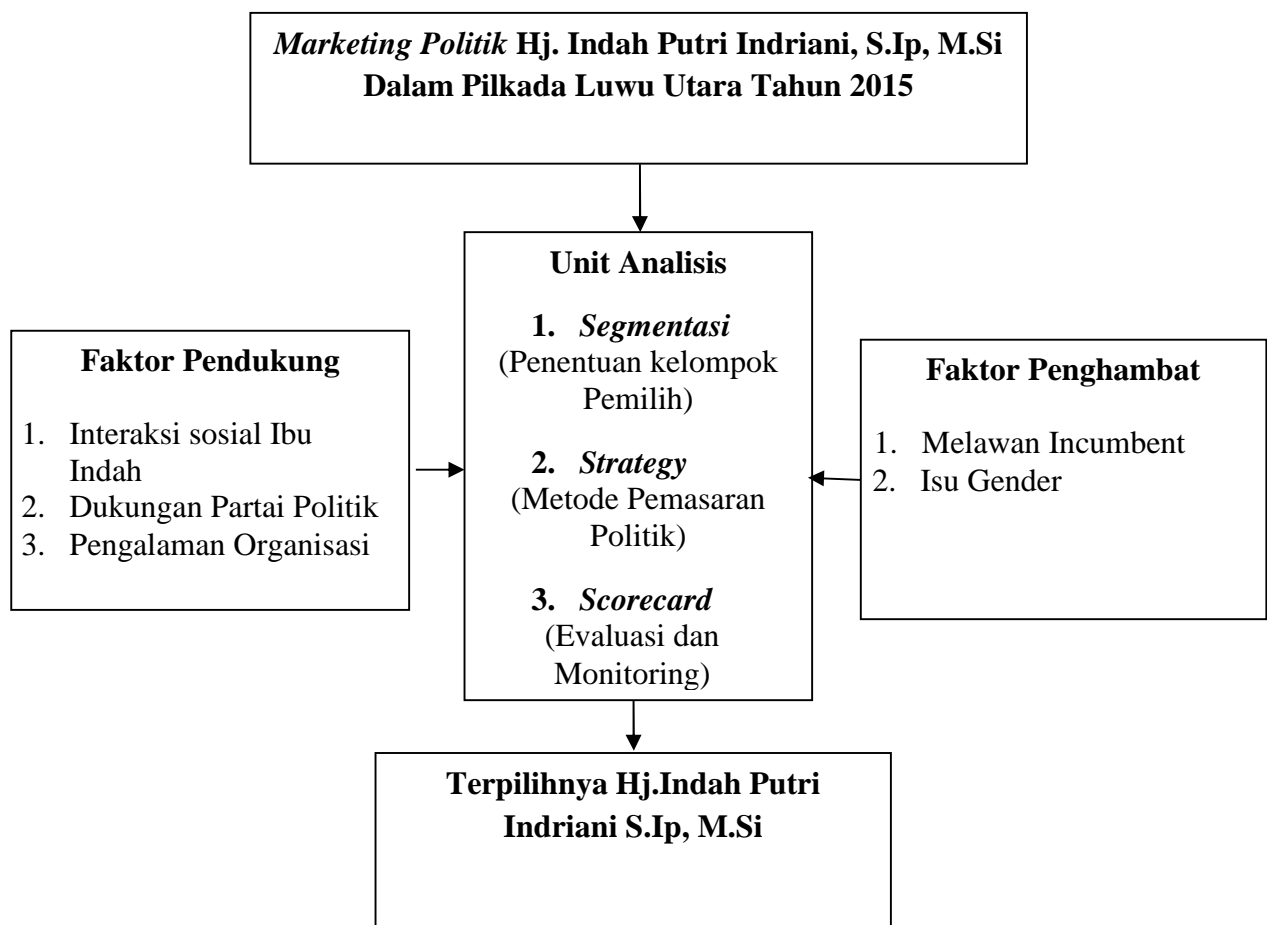 Marketing Politik Hj. Indah Putri Indriani, S.Ip, M.Si
Dalam Pilkada Luwu Utara Tahun 2015
Faktor Pendukung
1. Interaksi sosial Ibu
Indah
2. Dukungan Partai Politik
3. Pengalaman Organisasi
Unit Analisis
1. Segmentasi
(Penentuan kelompok
Pemilih)
2. Strategy
(Metode Pemasaran
Politik)
3. Scorecard
(Evaluasi dan
Monitoring)
Faktor Penghambat
1. Melawan Incumbent
2. Isu Gender
Terpilihnya Hj.Indah Putri
Indriani S.Ip, M.Si